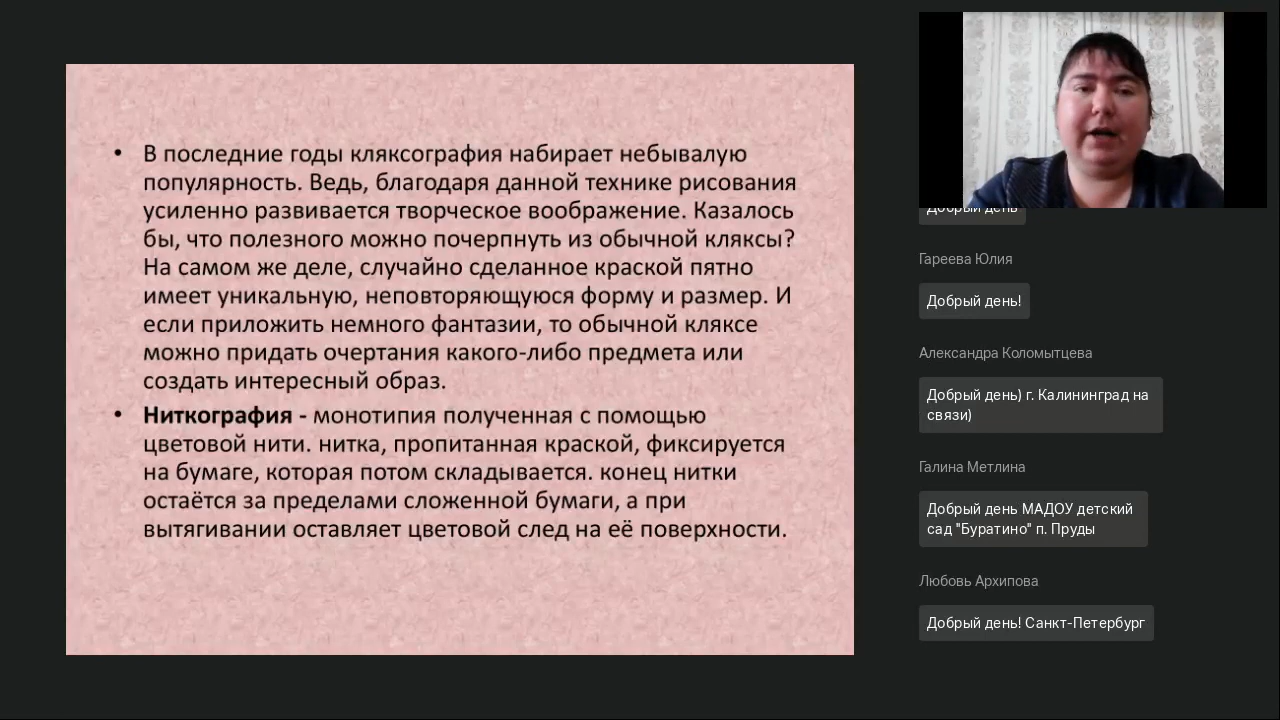 • В последние годы кляксография набирает небывалую
популярность. Ведь, благодаря данной технике рисования
усиленно развивается творческое воображение. Казалось
бы, что полезного можно почерпнуть из обычной кляксы?
На самом же деле, случайно сделанное краской пятно
имеет уникальную, неповторяющуюся форму и размер. И
если приложить немного фантазии, то обычной кляксе
можно придать очертания какого-либо предмета или
создать интересный образ.
• Ниткография - монотипия полученная с помощью
цветовой нити. нитка, пропитанная краской, фиксируется
на бумаге, которая потом складывается. конец нитки
остаётся за пределами сложенной бумаги, а при
вытягивании оставляет цветовой след на её поверхности.
Добрый день
Гареева Юлия
Добрый день!
Александра Коломытцева
Добрый день) г. Калининград на
связи)
Галина Метлина
Добрый день МАДОУ детский
сад "Буратино" п. Пруды
Любовь Архипова
Добрый день! Санкт-Петербург